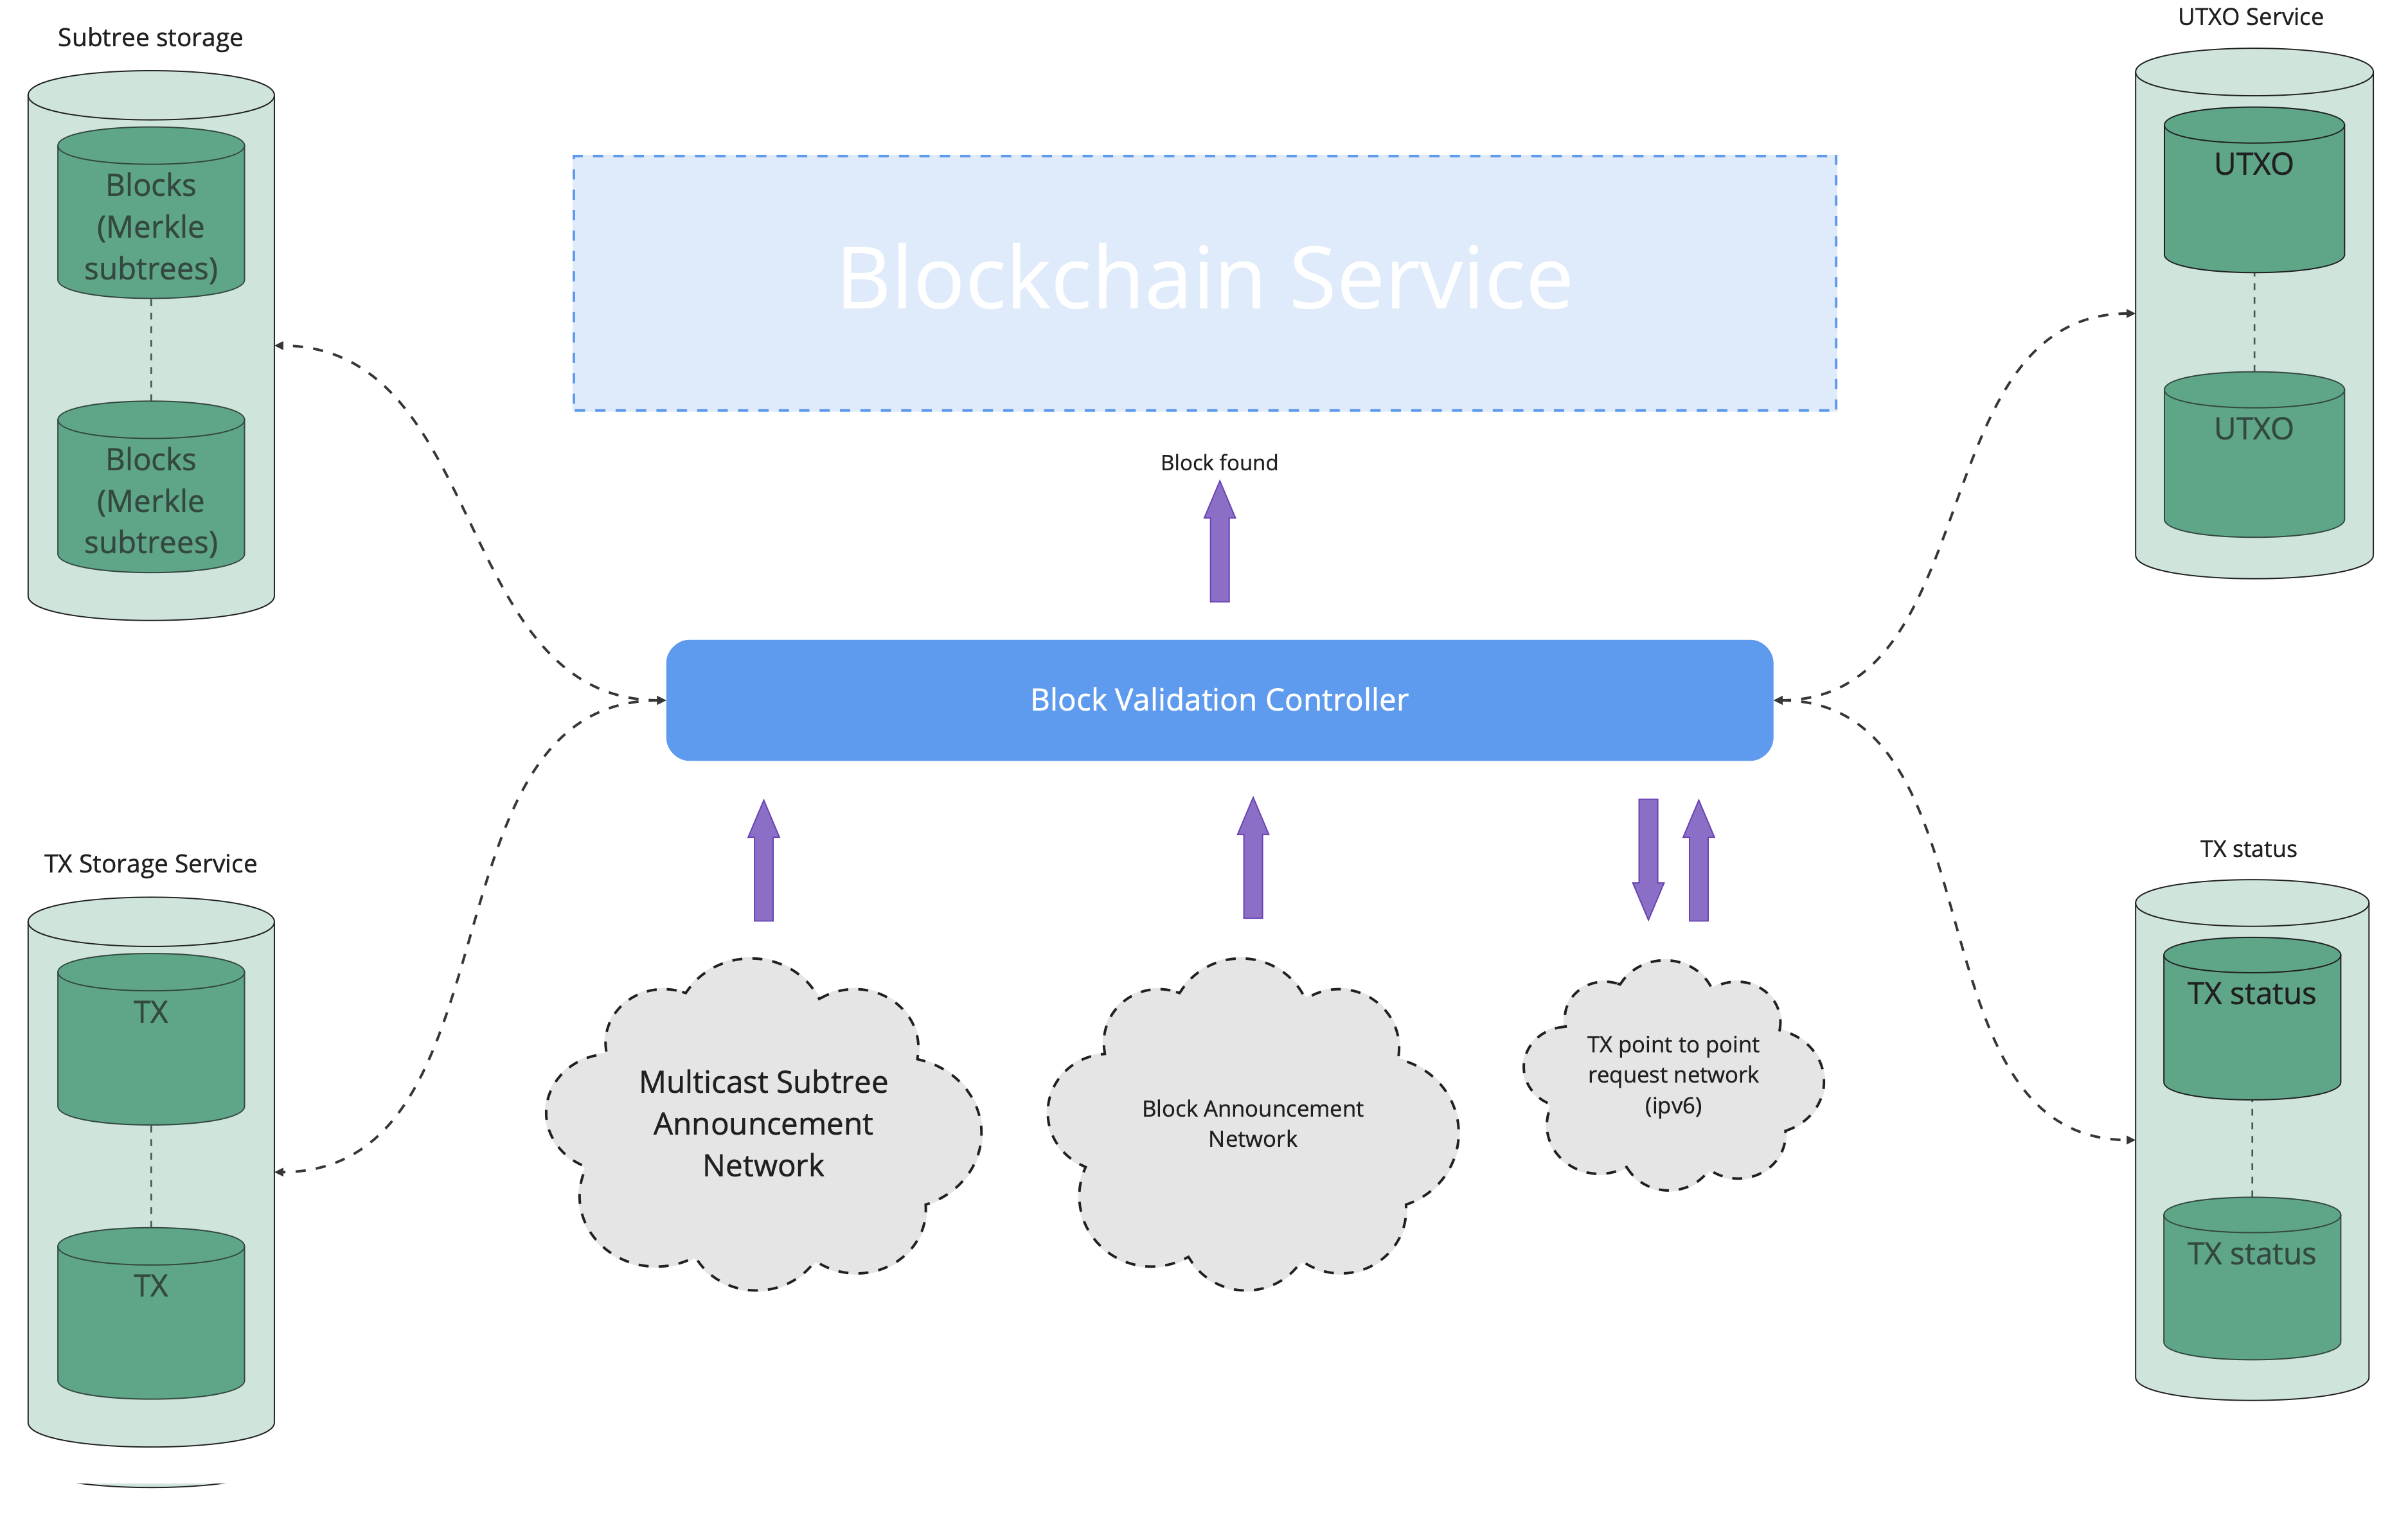 Subtree storage
Blocks
(Merkle
subtrees)
Blocks
(Merkle
subtrees)
UTXO Service
UTXO
UTXO
Blockchain Service
Block found
Block Validation Controller
TX Storage Service
TX
TX
Multicast Subtree
Announcement
Network
Block Announcement
Network
TX point to point
request network
(ipv6)
TX status
TX status
TX status